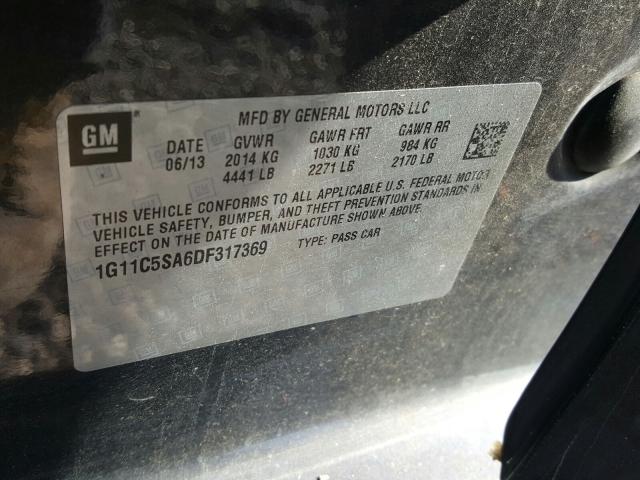 MFD BY GENERAL MOTORS LLC
GM
DATE GVWR GAWR FRT GAWR RR
06/13 2014 KG 1030 KG 984 KG
4441 LB 2271 LB 2170 LB
THIS VEHICLE CONFORMS TO ALL APPLICABLE U.S. FEDERAL MOTOR
VEHICLE SAFETY, BUMPER, AND THEFT PREVENTION STANDARDS IN
EFFECT ON THE DATE OF MANUFACTURE SHOWN ABOVE.
1G11C5SA6DF317369 TYPE: PASS CAR